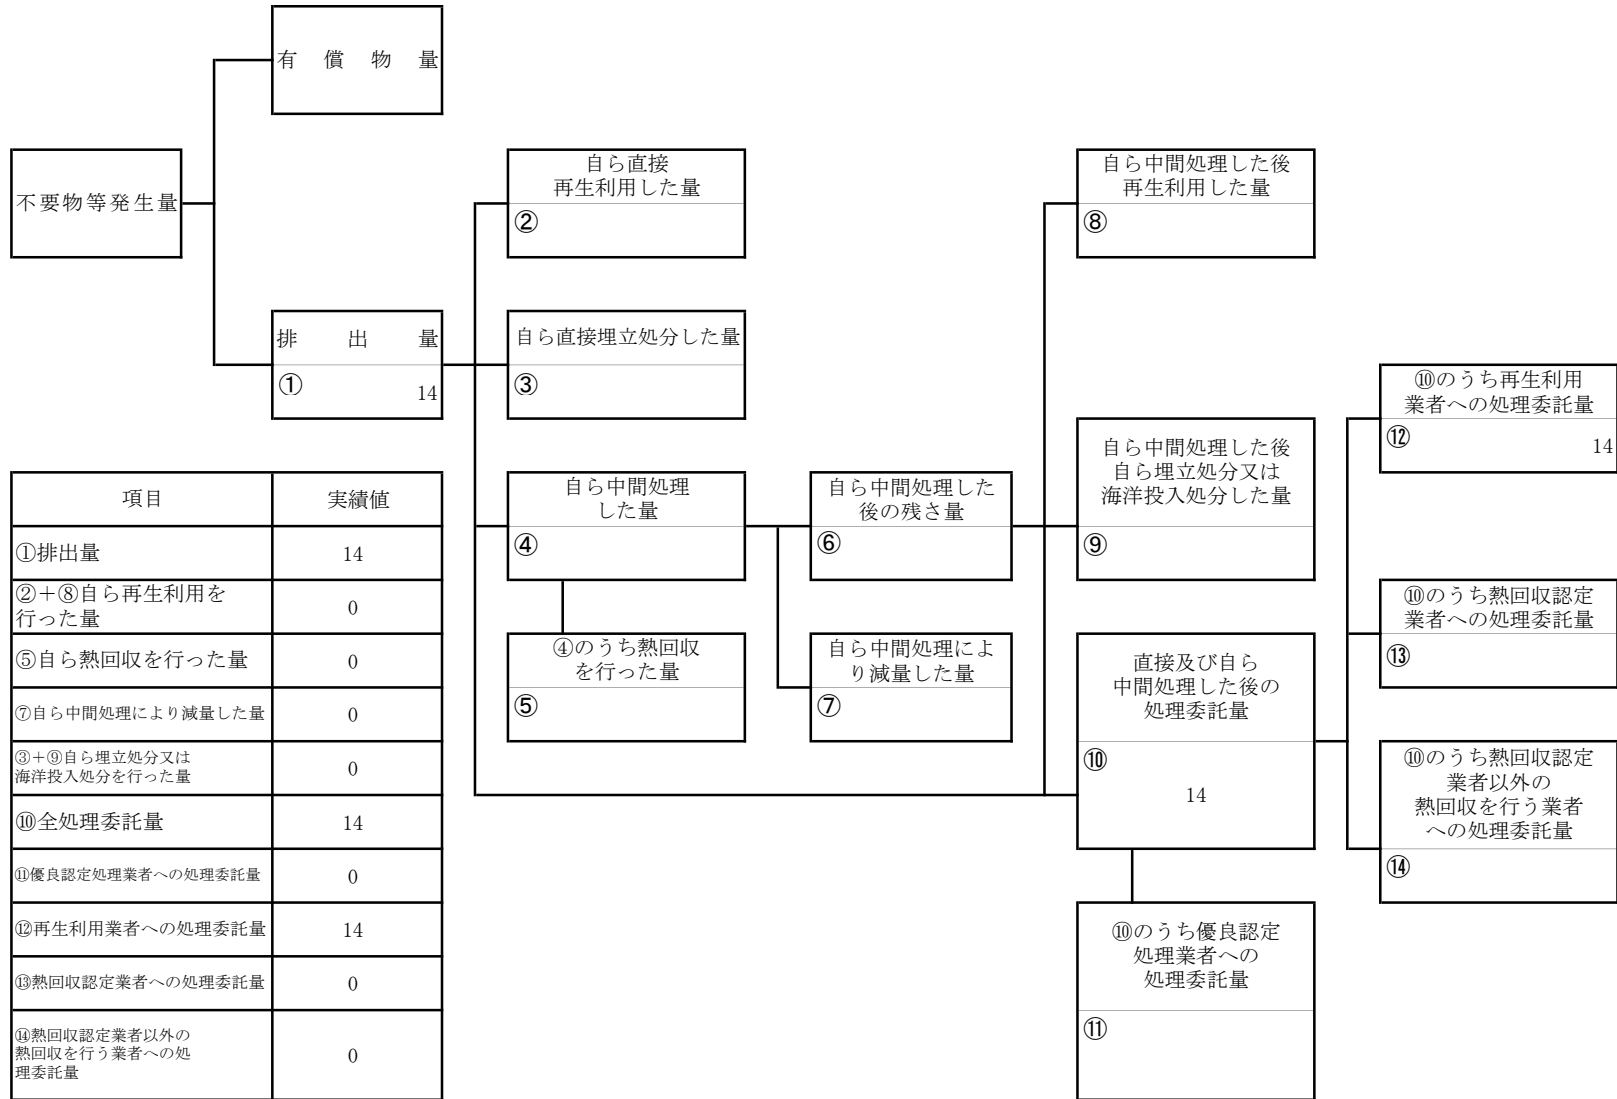 有償物量
不要物等発生量
排出量
①
14
自ら直接
再生利用した量
②
自ら直接埋立処分した量
③
自ら中間処理
した量
④
④のうち熱回収
を行った量
⑤
自ら中間処理した
後の残さ量
⑥
自ら中間処理によ
り減量した量
⑦
自ら中間処理した後
再生利用した量
⑧
自ら中間処理した後
自ら埋立処分又は
海洋投入処分した量
⑨
直接及び自ら
中間処理した後の
処理委託量
⑩
14
⑩のうち優良認定
処理業者への
処理委託量
⑪
⑩のうち再生利用
業者への処理委託量
⑫
14
⑩のうち熱回収認定
業者への処理委託量
⑬
⑩のうち熱回収認定
業者以外の
熱回収を行う業者
への処理委託量
⑭
項目 実績値
①排出量 14
②+⑧自ら再生利用を
行った量 0
⑤自ら熱回収を行った量 0
⑦自ら中間処理により減量した量 0
③+⑨自ら埋立処分又は
海洋投入処分を行った量 0
⑩全処理委託量 14
⑪優良認定処理業者への処理委託量 0
⑫再生利用業者への処理委託量 14
⑬熱回収認定業者への処理委託量 0
⑭熱回収認定業者以外の
熱回収を行う業者への処
理委託量 0